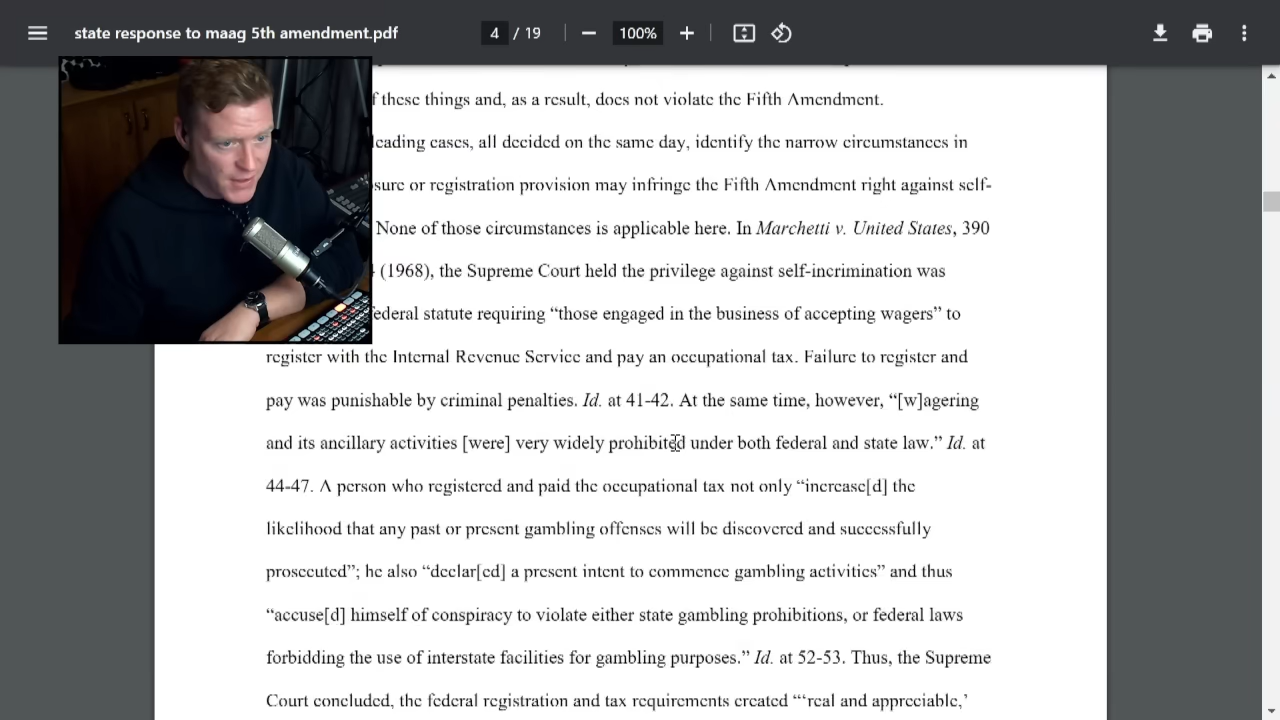 state response to maag 5th amendment.pdf
4 / 19
100%
f these things and, as a result, does not violate the Fifth Amendment.
leading cases, all decided on the same day, identify the narrow circumstances in
sure or registration provision may infringe the Fifth Amendment right against self-
None of those circumstances is applicable here. In Marchetti v. United States, 390
(1968), the Supreme Court held the privilege against self-incrimination was
federal statute requiring “those engaged in the business of accepting wagers” to
register with the Internal Revenue Service and pay an occupational tax. Failure to register and
pay was punishable by criminal penalties. Id. at 41-42. At the same time, however, “[w]agering
and its ancillary activities [were] very widely prohibited under both federal and state law.” Id. at
44-47. A person who registered and paid the occupational tax not only “increase[d] the
likelihood that any past or present gambling offenses will be discovered and successfully
prosecuted”; he also “declar[ed] a present intent to commence gambling activities” and thus
“accuse[d] himself of conspiracy to violate either state gambling prohibitions, or federal laws
forbidding the use of interstate facilities for gambling purposes.” Id. at 52-53. Thus, the Supreme
Court concluded, the federal registration and tax requirements created “‘real and appreciable,’